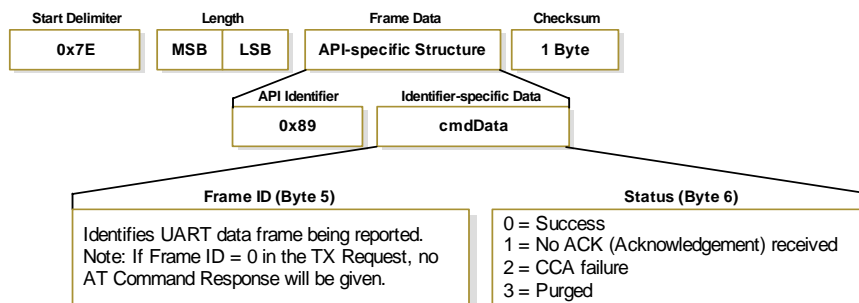 Start Delimiter Length Frame Data Checksum
0x7E MSB LSB API-specific Structure 1 Byte
API Identifier Identifier-specific Data
0x89 cmdData
Frame ID (Byte 5) Status (Byte 6)
Identifies UART data frame being reported.
Note: If Frame ID = 0 in the TX Request, no
AT Command Response will be given.
0 = Success
1 = No ACK (Acknowledgement) received
2 = CCA failure
3 = Purged